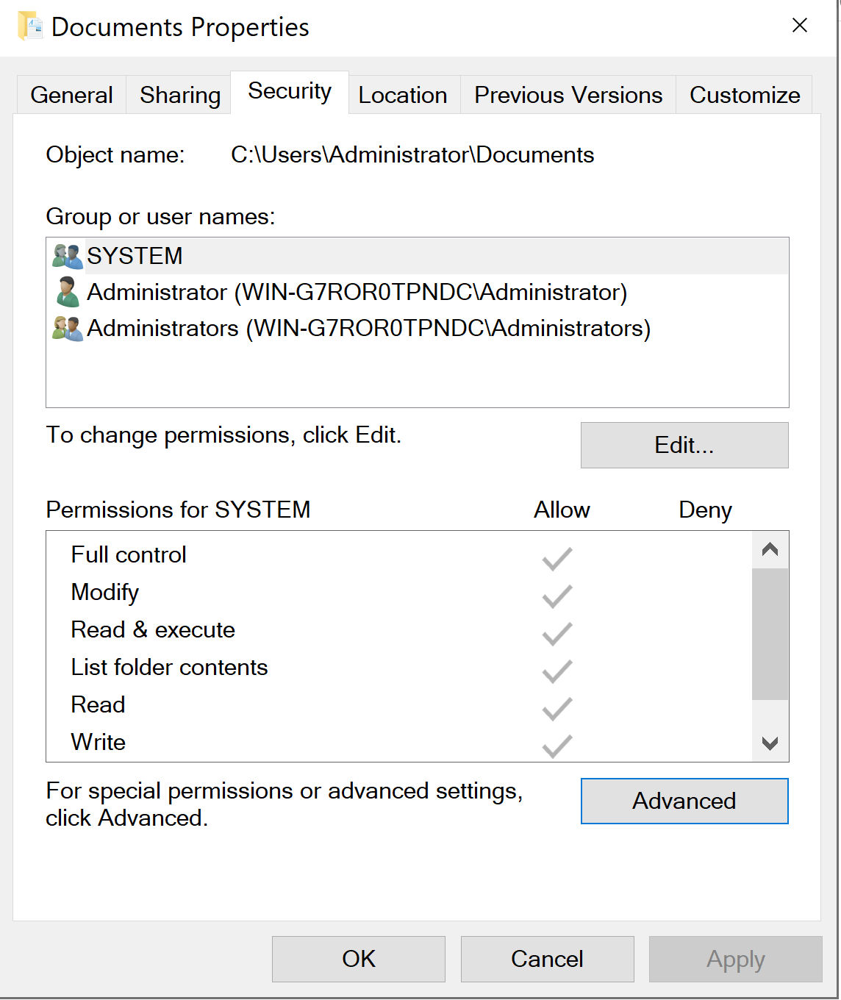 Documents Properties
General Sharing Security Location Previous Versions Customize
Object name: C:\Users\Administrator\Documents
Group or user names:
SYSTEM
Administrator (WIN-G7ROR0TPNDC\Administrator)
Administrators (WIN-G7ROR0TPNDC\Administrators)
To change permissions, click Edit.
Edit...
Permissions for SYSTEM Allow Deny
Full control
Modify
Read & execute
List folder contents
Read
Write
For special permissions or advanced settings,
click Advanced.
Advanced
OK Cancel Apply